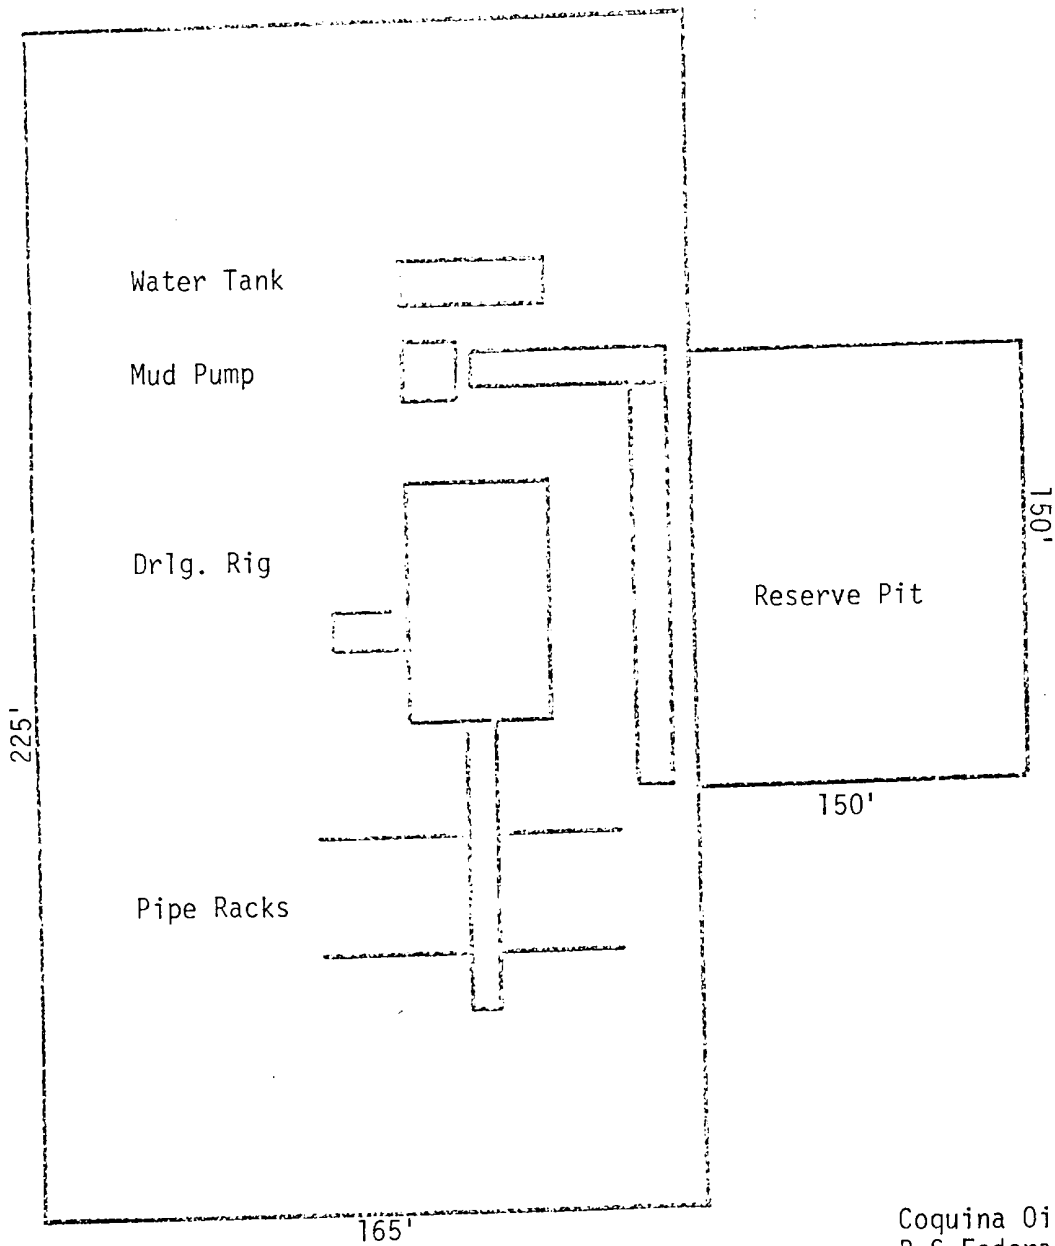 Water Tank
Mud Pump
150'
Drlg. Rig
Reserve Pit
225'
150'
Pipe Racks
165'
Coquina Oi